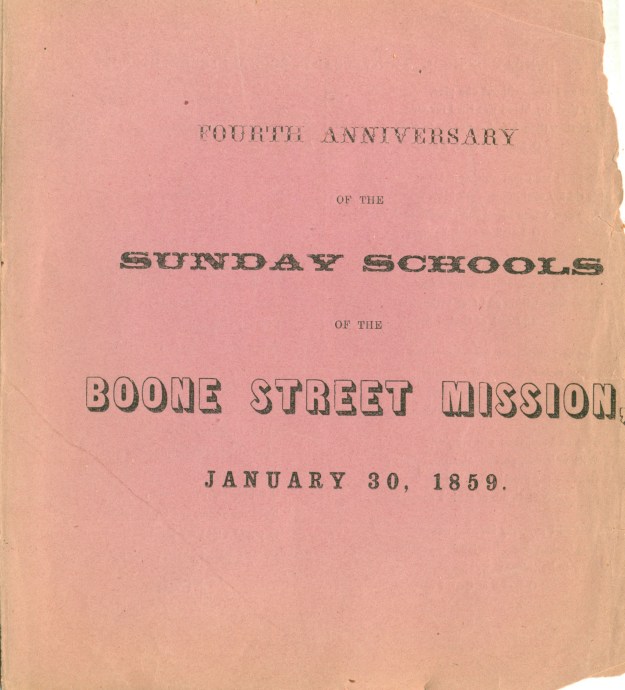 FOURTH ANNIVERSARY
OF THE
SUNDAY SCHOOLS
OF THE
BOONE STREET MISSION,
JANUARY 30, 1859.